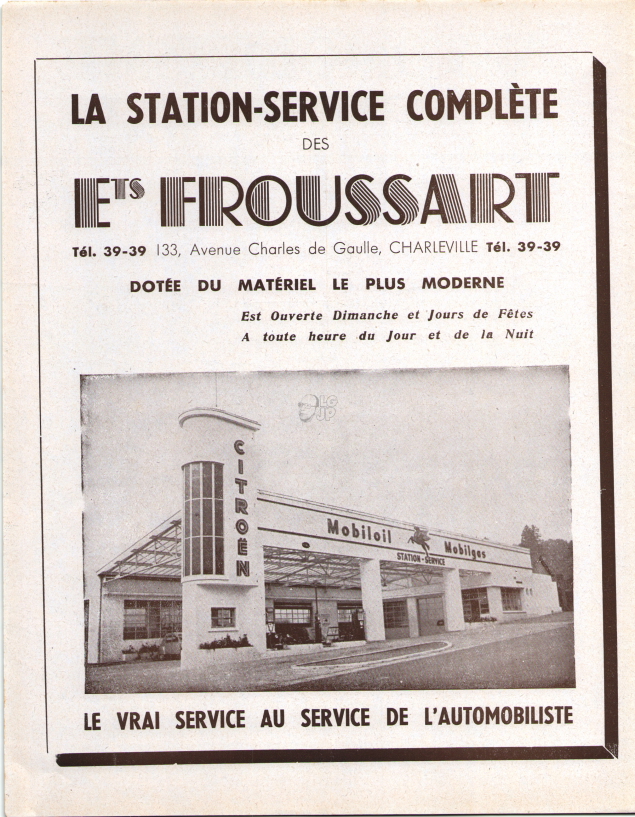 LA STATION-SERVICE COMPLÈTE
DES
ETS FROUSSART
Tél. 39-39 133, Avenue Charles de Gaulle, CHARLEVILLE Tél. 39-39
DOTÉE DU MATÉRIEL LE PLUS MODERNE
Est Ouverte Dimanche et Jours de Fêtes
A toute heure du Jour et de la Nuit
LG
JP
CITROËN
Mobiloil Mobilgas
STATION-SERVICE
LE VRAI SERVICE AU SERVICE DE L'AUTOMOBILISTE